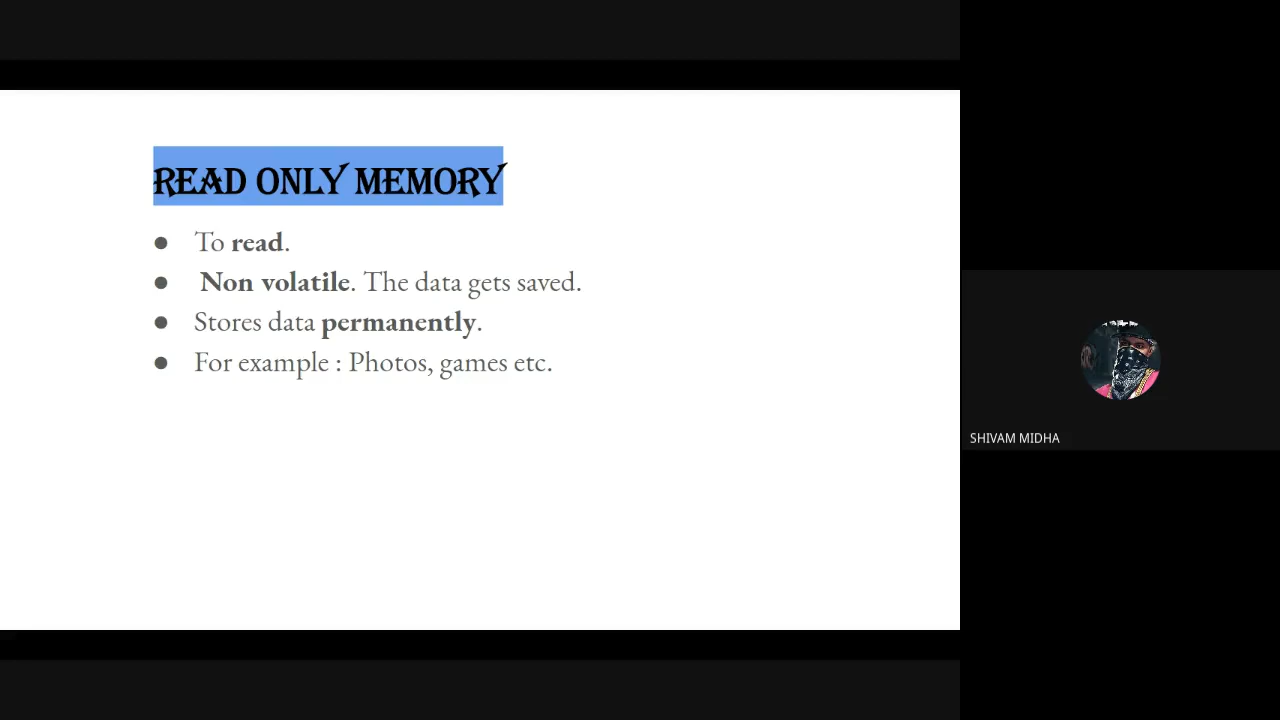 READ ONLY MEMORY
● To read.
● Non volatile. The data gets saved.
● Stores data permanently.
● For example : Photos, games etc.
SHIVAM MIDHA